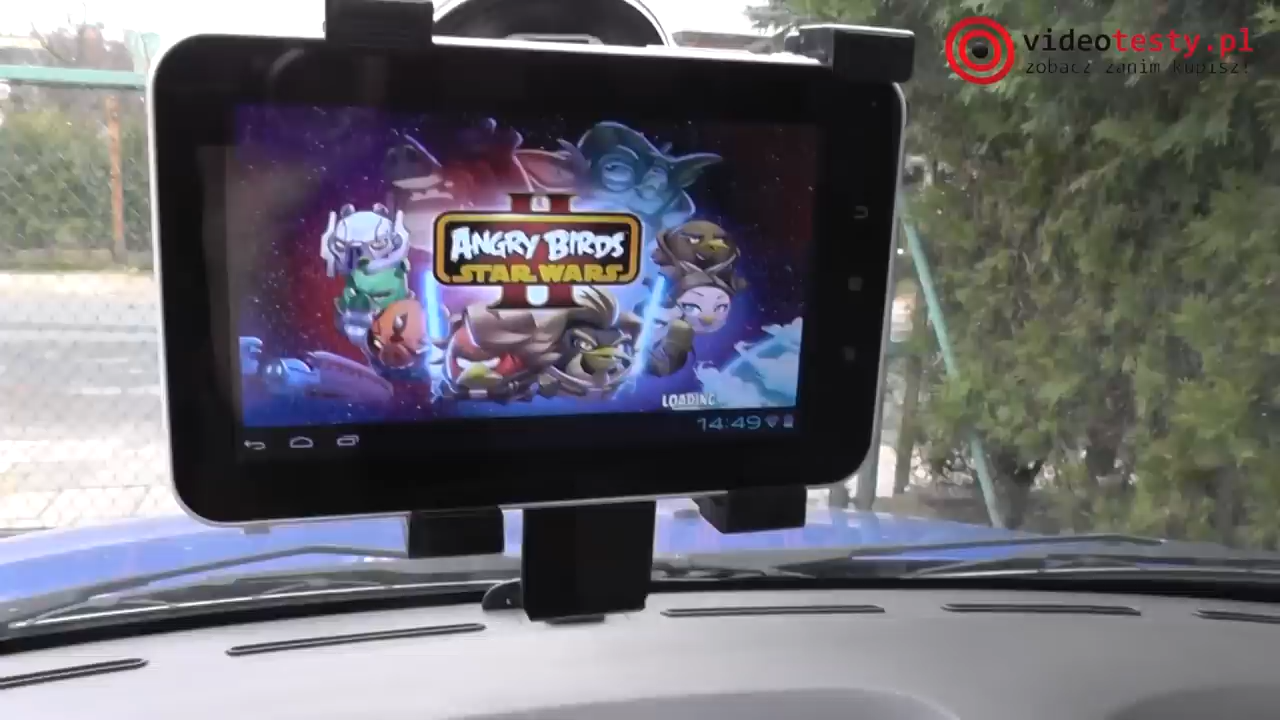 videotesty.pl
zobacz zanim kupisz!
ANGRY BIRDS
STAR WARS
II
LOADING...
14:49